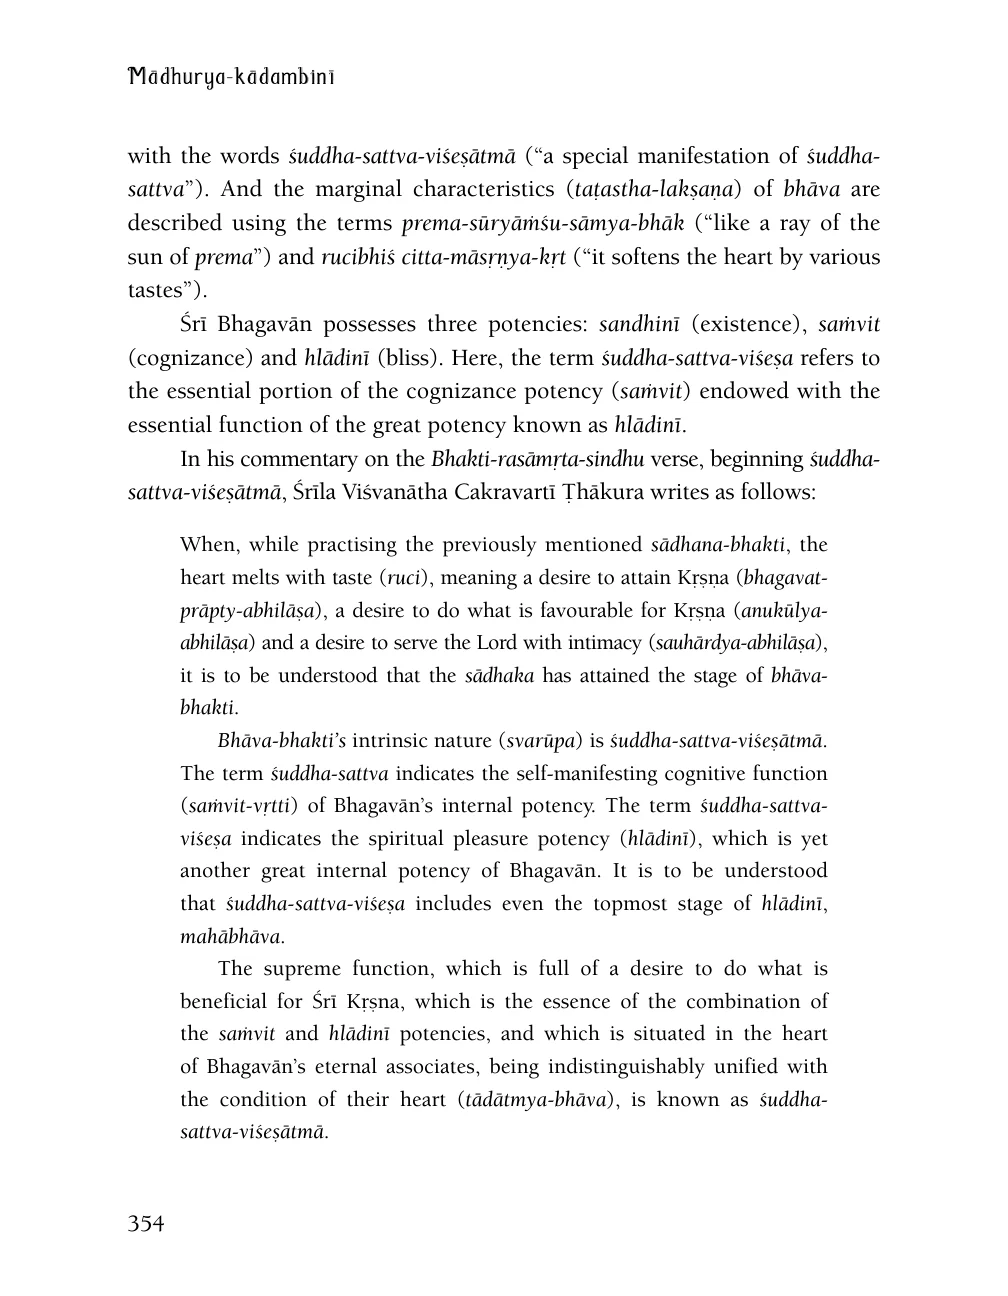 Mādhurya-kādambinī
with the words śuddha-sattva-viśeṣātmā (“a special manifestation of śuddha-
sattva”). And the marginal characteristics (taṭastha-lakṣaṇa) of bhāva are
described using the terms prema-sūryāṁśu-sāmya-bhāk (“like a ray of the
sun of prema”) and rucibhiś citta-māsṛṇya-kṛt (“it softens the heart by various
tastes”).
Śrī Bhagavān possesses three potencies: sandhinī (existence), saṁvit
(cognizance) and hlādinī (bliss). Here, the term śuddha-sattva-viśeṣa refers to
the essential portion of the cognizance potency (saṁvit) endowed with the
essential function of the great potency known as hlādinī.
In his commentary on the Bhakti-rasāmṛta-sindhu verse, beginning śuddha-
sattva-viśeṣātmā, Śrīla Viśvanātha Cakravartī Ṭhākura writes as follows:
When, while practising the previously mentioned sādhana-bhakti, the
heart melts with taste (ruci), meaning a desire to attain Kṛṣṇa (bhagavat-
prāpty-abhilāṣa), a desire to do what is favourable for Kṛṣṇa (anukūlya-
abhilāṣa) and a desire to serve the Lord with intimacy (sauhārdya-abhilāṣa),
it is to be understood that the sādhaka has attained the stage of bhāva-
bhakti.
Bhāva-bhakti’s intrinsic nature (svarūpa) is śuddha-sattva-viśeṣātmā.
The term śuddha-sattva indicates the self-manifesting cognitive function
(saṁvit-vṛtti) of Bhagavān’s internal potency. The term śuddha-sattva-
viśeṣa indicates the spiritual pleasure potency (hlādinī), which is yet
another great internal potency of Bhagavān. It is to be understood
that śuddha-sattva-viśeṣa includes even the topmost stage of hlādinī,
mahābhāva.
The supreme function, which is full of a desire to do what is
beneficial for Śrī Kṛṣna, which is the essence of the combination of
the saṁvit and hlādinī potencies, and which is situated in the heart
of Bhagavān’s eternal associates, being indistinguishably unified with
the condition of their heart (tādātmya-bhāva), is known as śuddha-
sattva-viśeṣātmā.
354